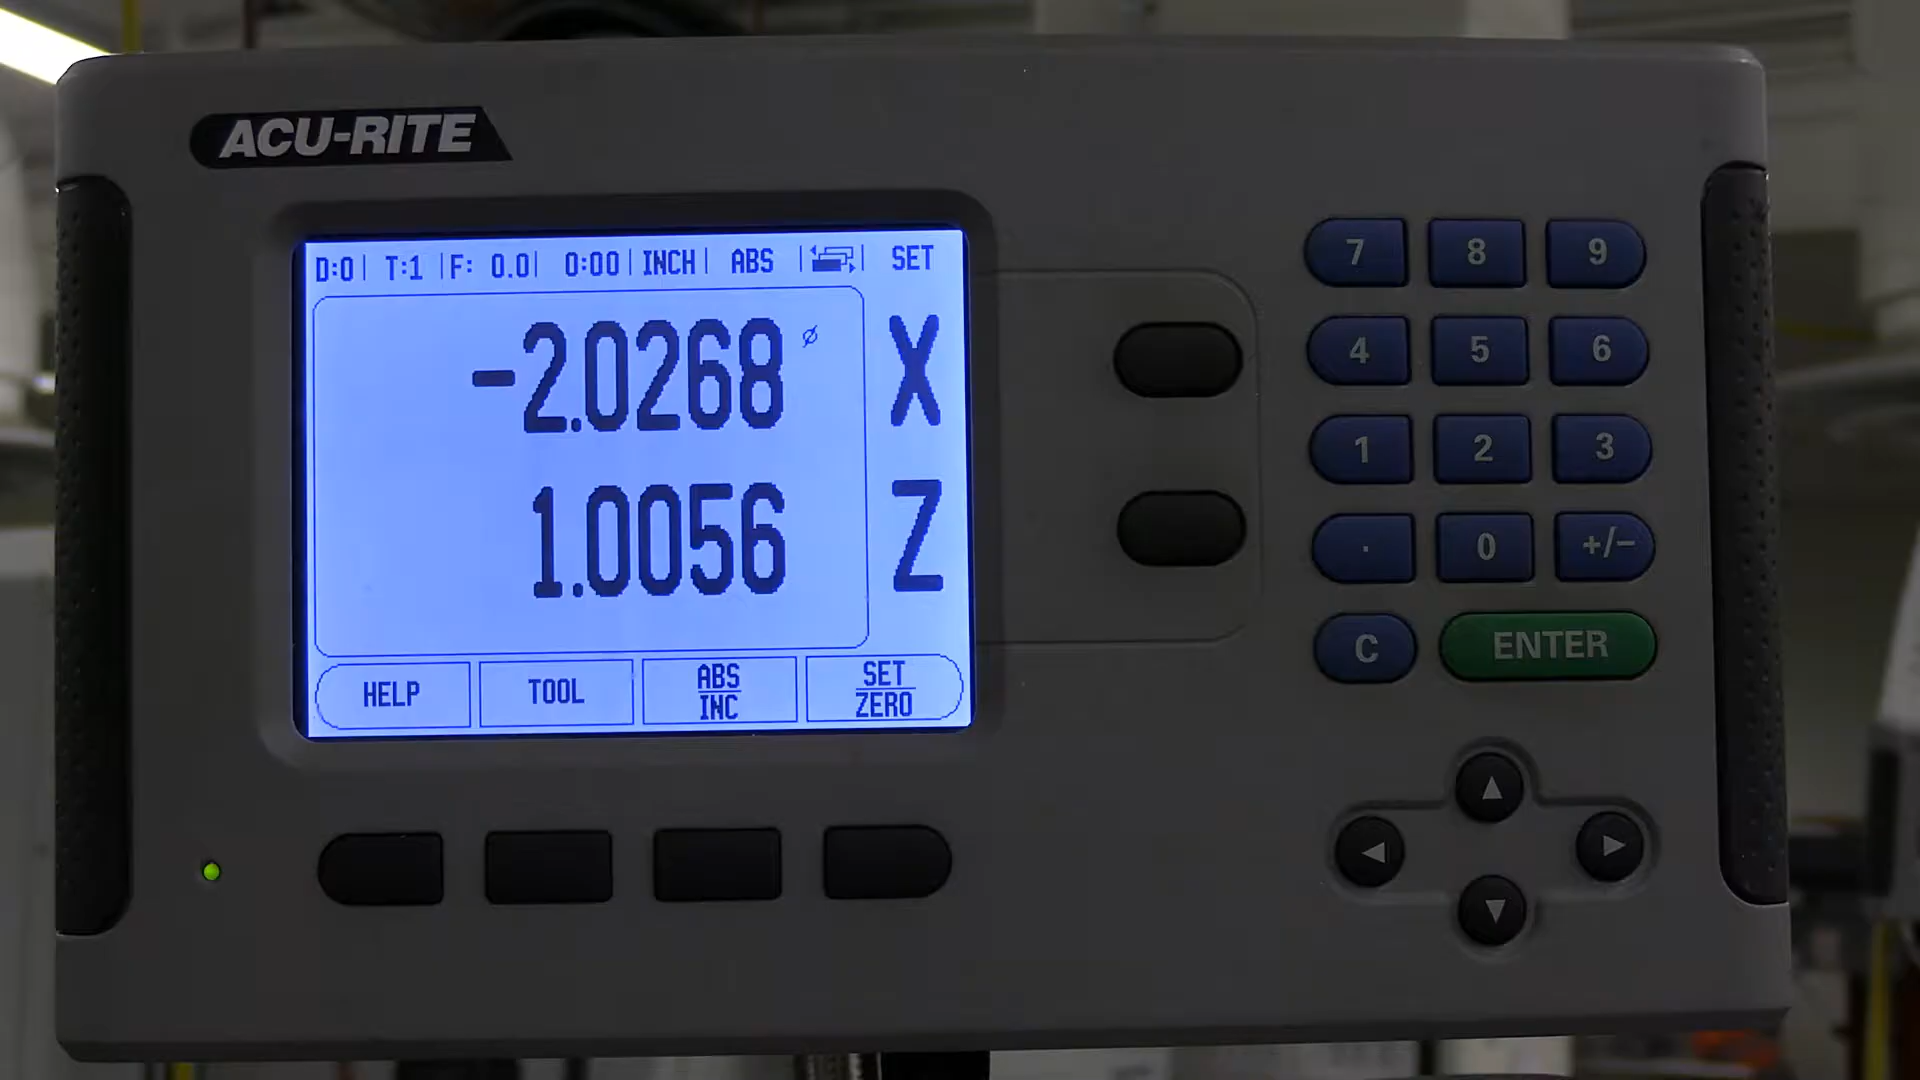 ACU-RITE
D:0 T:1 F: 0.0 0:00 INCH ABS SET
-2.0268 ø X
1.0056 Z
HELP TOOL ABS/INC SET/ZERO
7 8 9
4 5 6
1 2 3
. 0 +/-
C ENTER